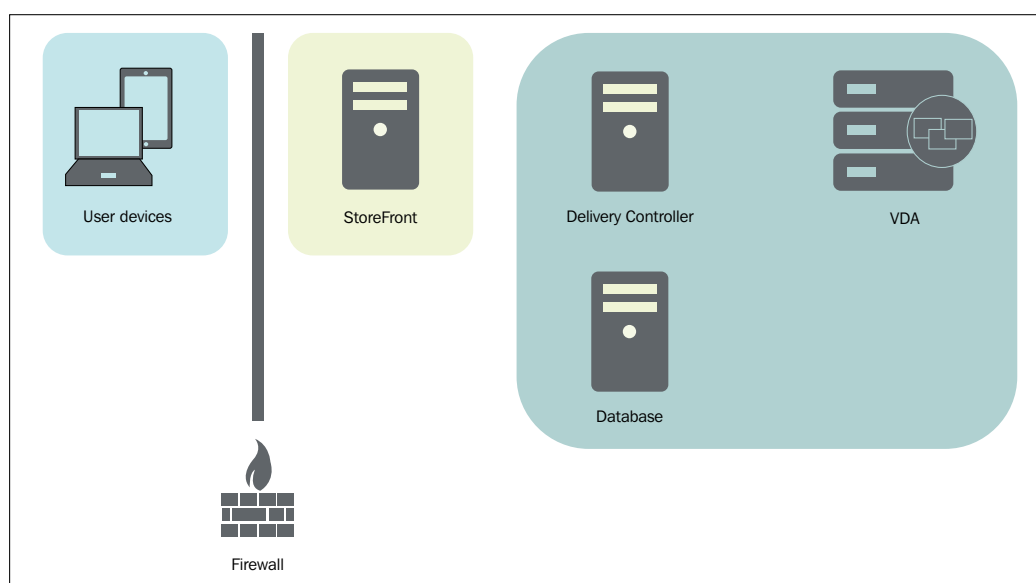 User devices
StoreFront
Delivery Controller
VDA
Database
Firewall